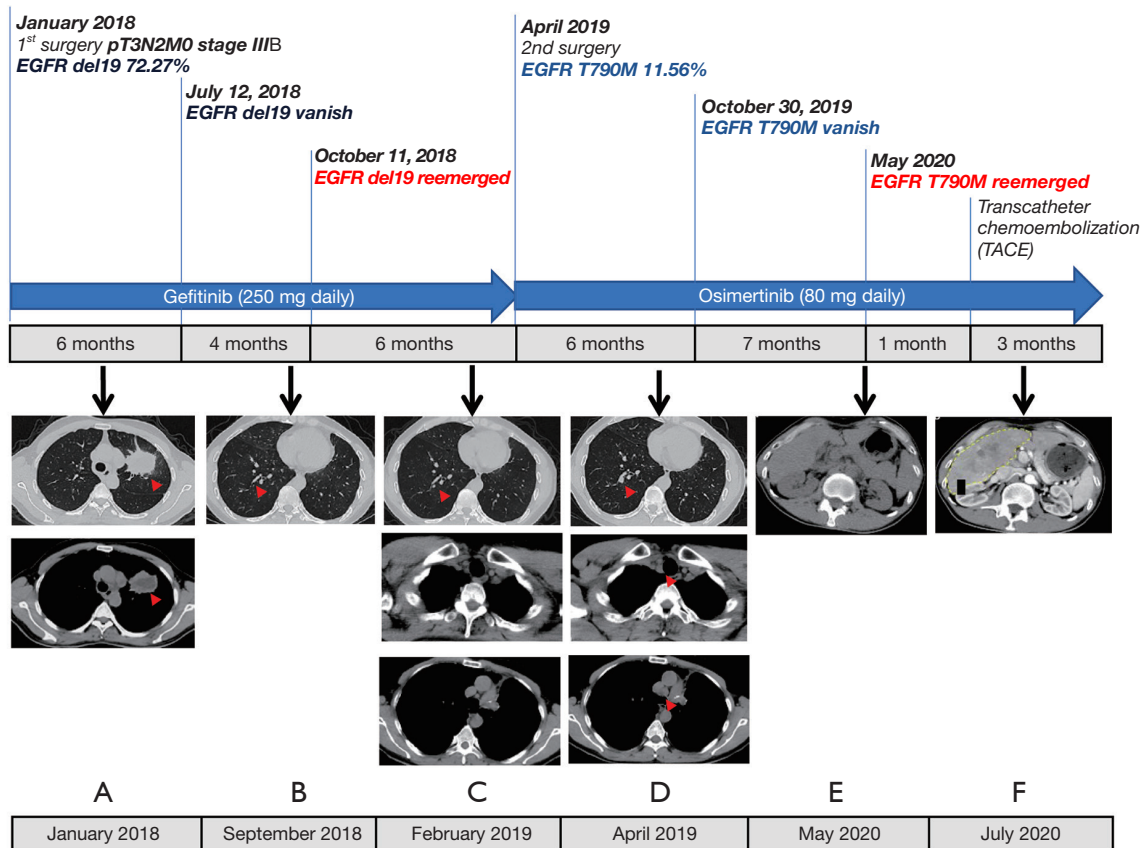 January 2018
1st surgery pT3N2M0 stage IIIB
EGFR del19 72.27%
July 12, 2018
EGFR del19 vanish
October 11, 2018
EGFR del19 reemerged
April 2019
2nd surgery
EGFR T790M 11.56%
October 30, 2019
EGFR T790M vanish
May 2020
EGFR T790M reemerged
Transcatheter
chemoembolization
(TACE)
Gefitinib (250 mg daily)
Osimertinib (80 mg daily)
6 months
4 months
6 months
6 months
7 months
1 month
3 months
A
B
C
D
E
F
January 2018
September 2018
February 2019
April 2019
May 2020
July 2020